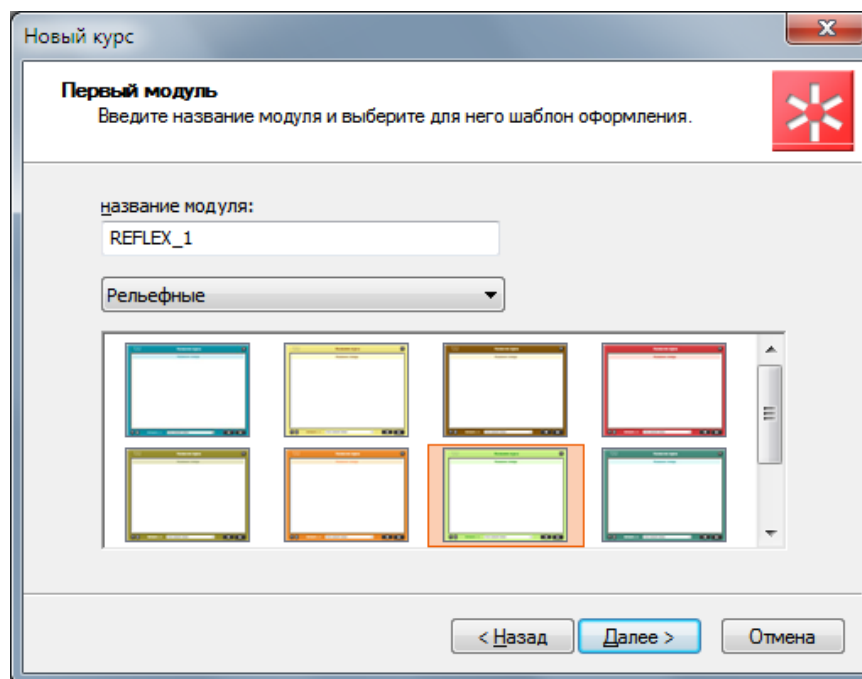 Новый курс
Первый модуль
Введите название модуля и выберите для него шаблон оформления.
название модуля:
REFLEX_1
Рельефные
< Назад
Далее >
Отмена